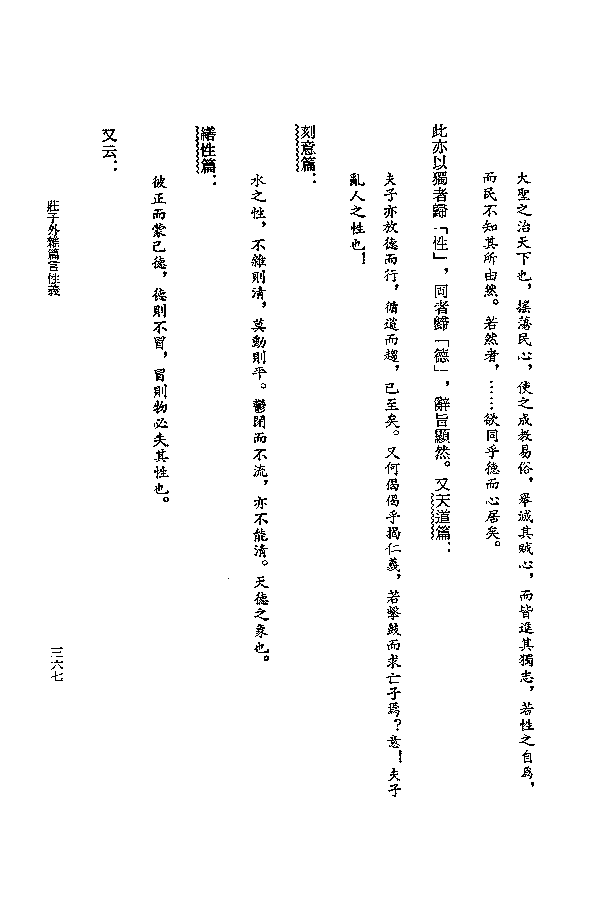 大聖之治天下也，搖蕩民心，使之成教易俗，舉滅其賊心，而皆進其獨志，若性之自為，
而民不知其所由然。若然者，……欲同乎德而心居矣。
此亦以獨者歸「性」，同者歸「德」，辭旨顯然。又天道篇：
夫子亦放德而行，循道而趨，已至矣。又何偈偈乎揭仁義，若擊鼓而求亡子焉？意！夫子
亂人之性也！
刻意篇：
水之性，不雜則清，莫動則平。鬱閉而不流，亦不能清。天德之象也。
繕性篇：
彼正而蒙己德，德則不冒，冒則物必失其性也。
又云：
莊子外雜篇言性義
三六七